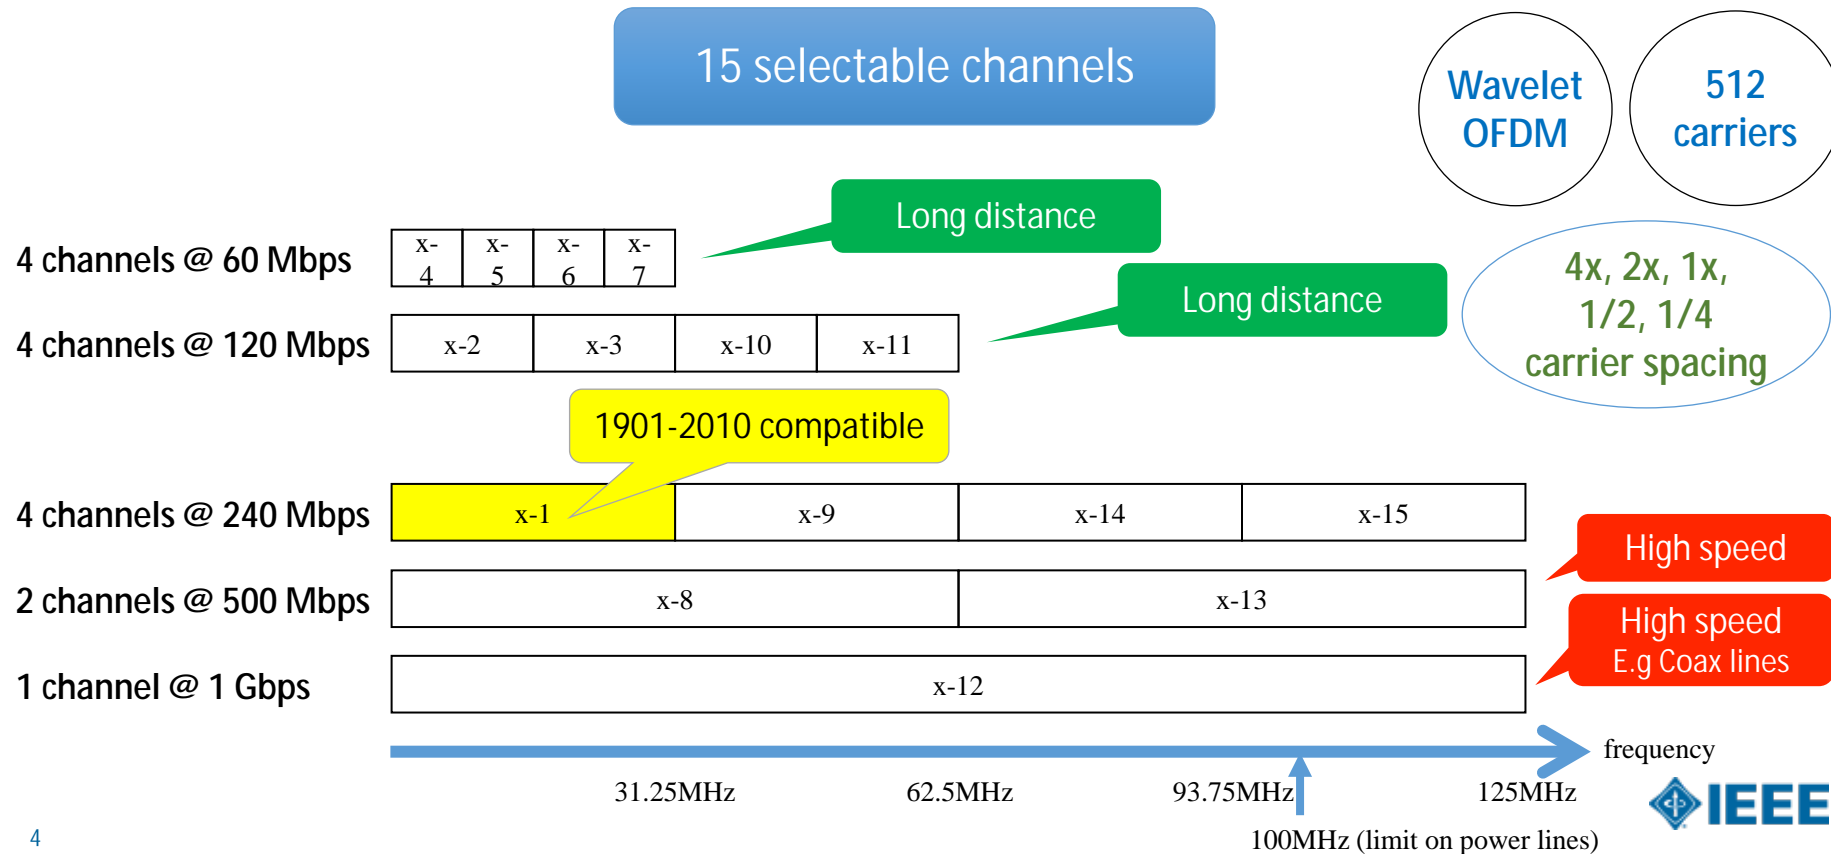 15 selectable channels
Wavelet
OFDM
512
carriers
Long distance
4 channels @ 60 Mbps
x-
4
x-
5
x-
6
x-
7
Long distance
4x, 2x, 1x,
1/2, 1/4
carrier spacing
4 channels @ 120 Mbps
x-2
x-3
x-10
x-11
1901-2010 compatible
4 channels @ 240 Mbps
x-1
x-9
x-14
x-15
High speed
2 channels @ 500 Mbps
x-8
x-13
High speed
E.g Coax lines
1 channel @ 1 Gbps
x-12
frequency
31.25MHz
62.5MHz
93.75MHz
125MHz
IEEE
4
100MHz (limit on power lines)